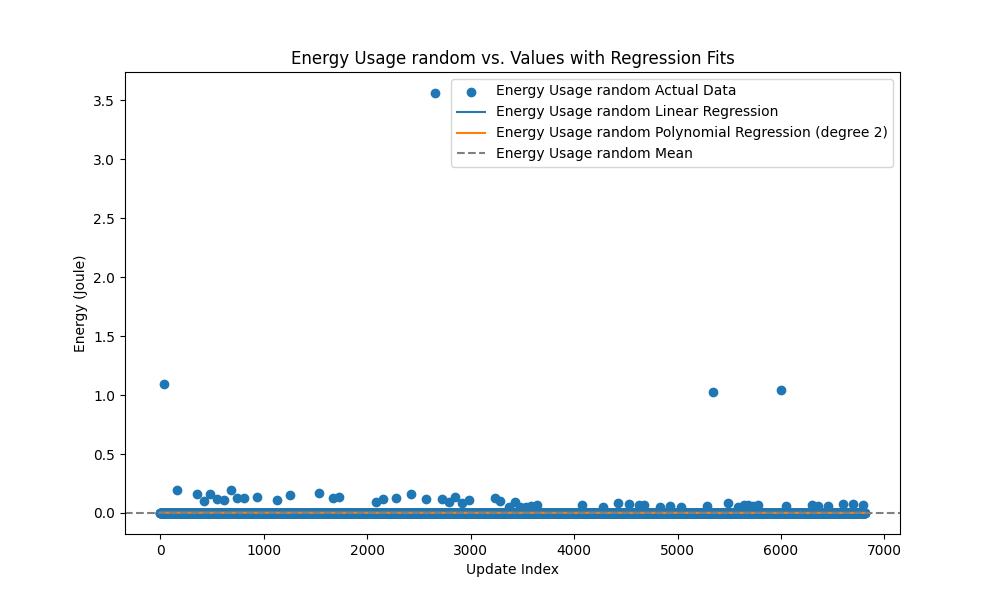 Energy Usage random vs. Values with Regression Fits
Energy Usage random Actual Data
Energy Usage random Linear Regression
Energy Usage random Polynomial Regression (degree 2)
Energy Usage random Mean
Energy (Joule)
3.5
3.0
2.5
2.0
1.5
1.0
0.5
0.0
0 1000 2000 3000 4000 5000 6000 7000
Update Index